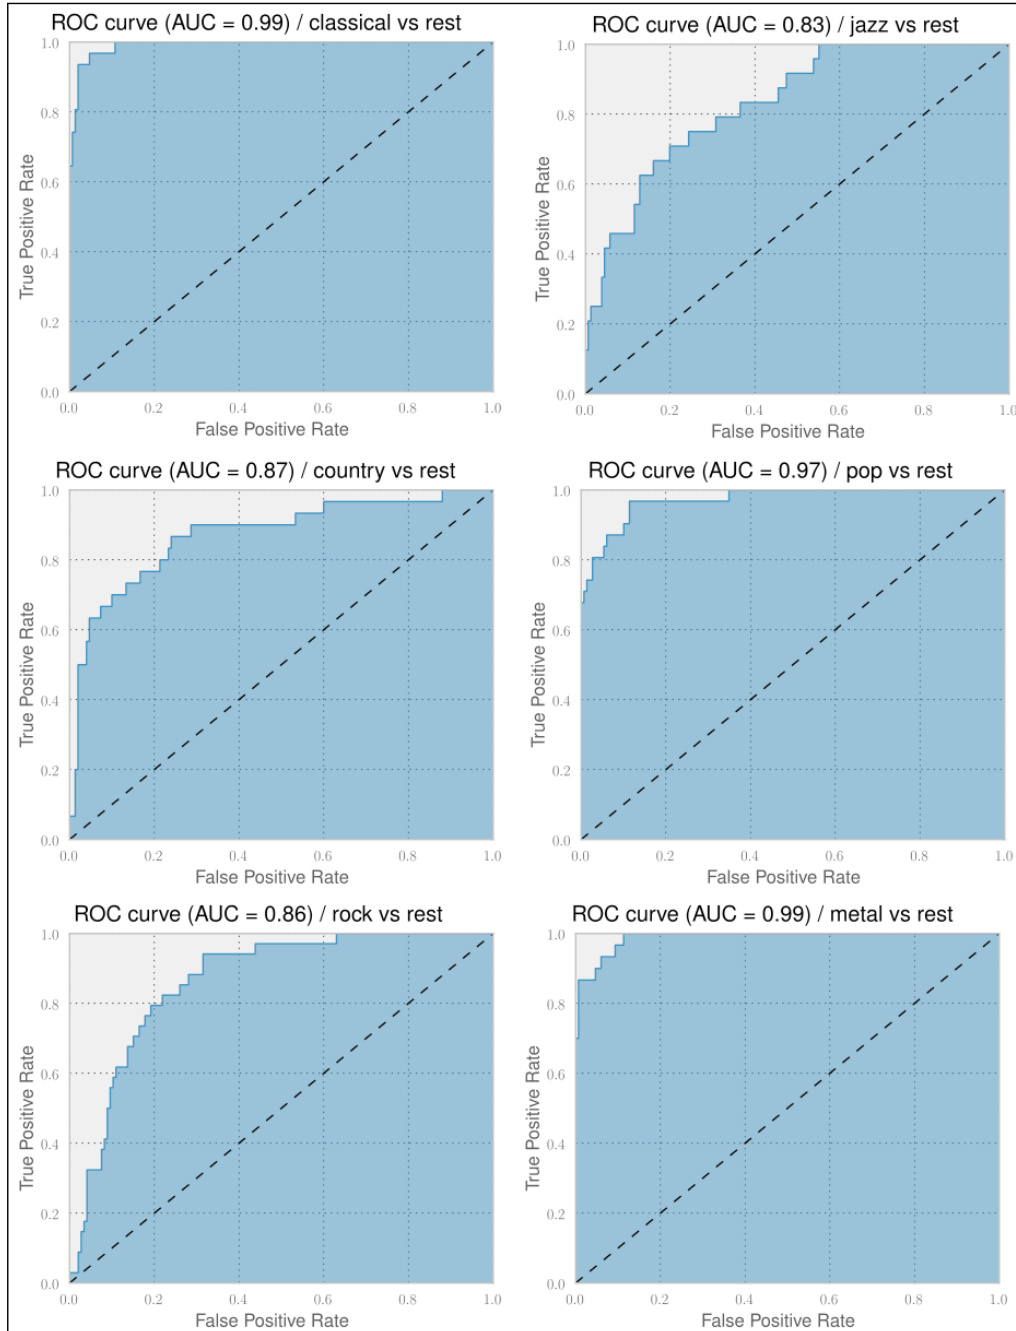 ROC curve (AUC = 0.99) / classical vs rest
1.0
0.8
0.6
0.4
0.2
0.0
True Positive Rate
0.0 0.2 0.4 0.6 0.8 1.0
False Positive Rate
ROC curve (AUC = 0.83) / jazz vs rest
1.0
0.8
0.6
0.4
0.2
0.0
True Positive Rate
0.0 0.2 0.4 0.6 0.8 1.0
False Positive Rate
ROC curve (AUC = 0.87) / country vs rest
1.0
0.8
0.6
0.4
0.2
0.0
True Positive Rate
0.0 0.2 0.4 0.6 0.8 1.0
False Positive Rate
ROC curve (AUC = 0.97) / pop vs rest
1.0
0.8
0.6
0.4
0.2
0.0
True Positive Rate
0.0 0.2 0.4 0.6 0.8 1.0
False Positive Rate
ROC curve (AUC = 0.86) / rock vs rest
1.0
0.8
0.6
0.4
0.2
0.0
True Positive Rate
0.0 0.2 0.4 0.6 0.8 1.0
False Positive Rate
ROC curve (AUC = 0.99) / metal vs rest
1.0
0.8
0.6
0.4
0.2
0.0
True Positive Rate
0.0 0.2 0.4 0.6 0.8 1.0
False Positive Rate